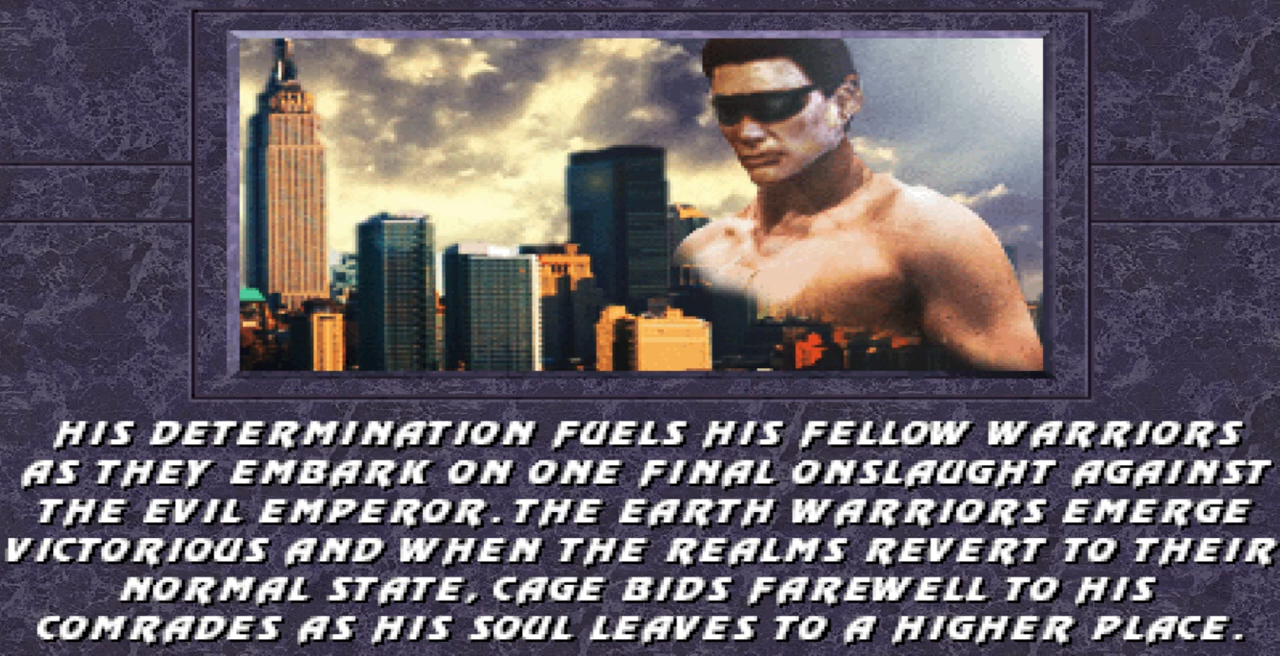 HIS DETERMINATION FUELS HIS FELLOW WARRIORS
AS THEY EMBARK ON ONE FINAL ONSLAUGHT AGAINST
THE EVIL EMPEROR.THE EARTH WARRIORS EMERGE
VICTORIOUS AND WHEN THE REALMS REVERT TO THEIR
NORMAL STATE, CAGE BIDS FAREWELL TO HIS
COMRADES AS HIS SOUL LEAVES TO A HIGHER PLACE.